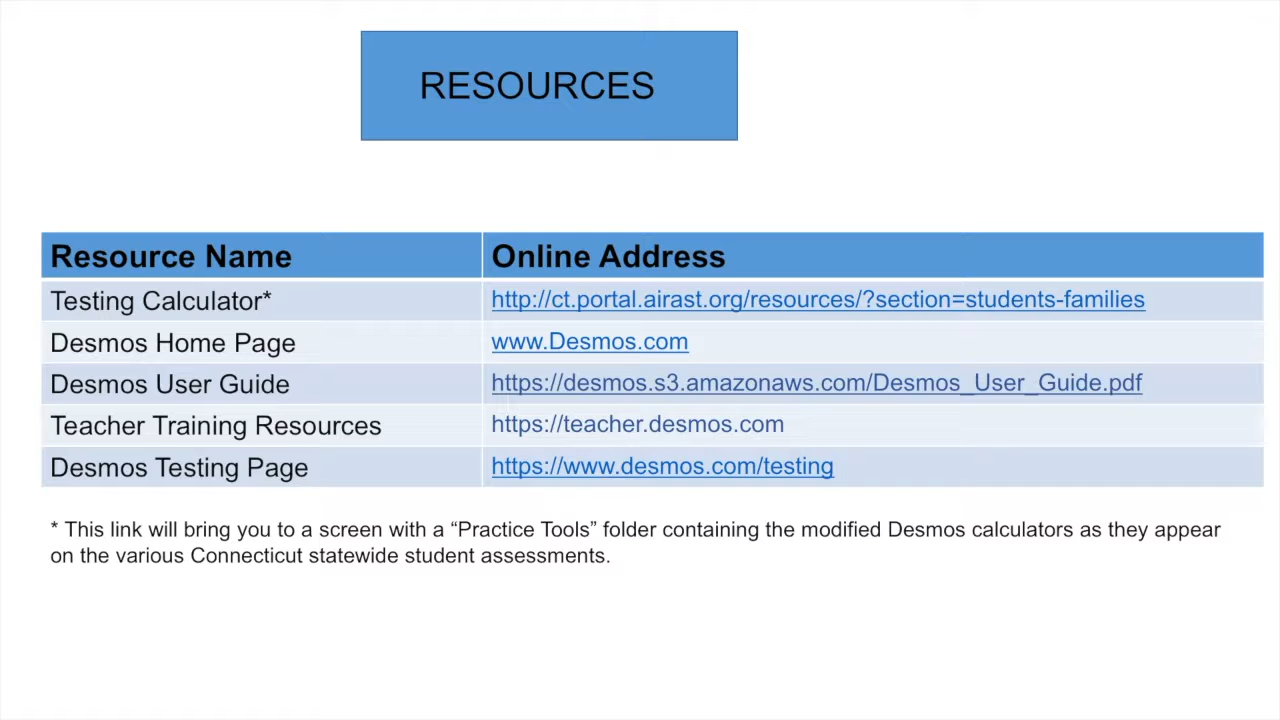 RESOURCES
Resource Name Online Address
Testing Calculator* http://ct.portal.airast.org/resources/?section=students-families
Desmos Home Page www.Desmos.com
Desmos User Guide https://desmos.s3.amazonaws.com/Desmos_User_Guide.pdf
Teacher Training Resources https://teacher.desmos.com
Desmos Testing Page https://www.desmos.com/testing
* This link will bring you to a screen with a “Practice Tools” folder containing the modified Desmos calculators as they appear
on the various Connecticut statewide student assessments.